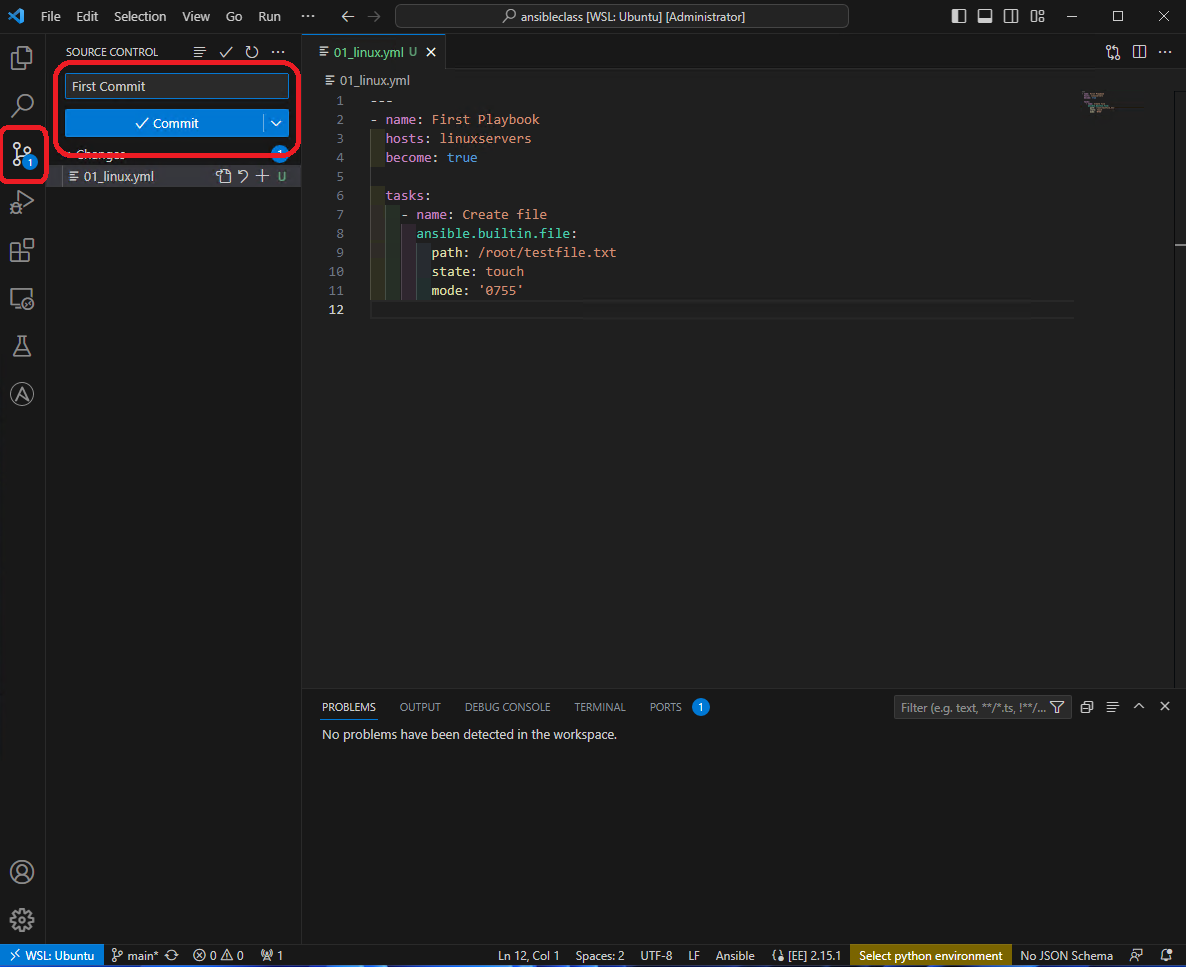 File Edit Selection View Go Run ··· ansibleclass [WSL: Ubuntu] [Administrator]
SOURCE CONTROL
First Commit
Commit
Changes 1
1
01_linux.yml U
01_linux.yml U
01_linux.yml
1 ---
2 - name: First Playbook
3 hosts: linuxservers
4 become: true
5
6 tasks:
7 - name: Create file
8 ansible.builtin.file:
9 path: /root/testfile.txt
10 state: touch
11 mode: '0755'
12
PROBLEMS OUTPUT DEBUG CONSOLE TERMINAL PORTS 1 Filter (e.g. text, **/*.ts, !**/...
No problems have been detected in the workspace.
WSL: Ubuntu main* 0 0 1 Ln 12, Col 1 Spaces: 2 UTF-8 LF Ansible [EE] 2.15.1 Select python environment No JSON Schema